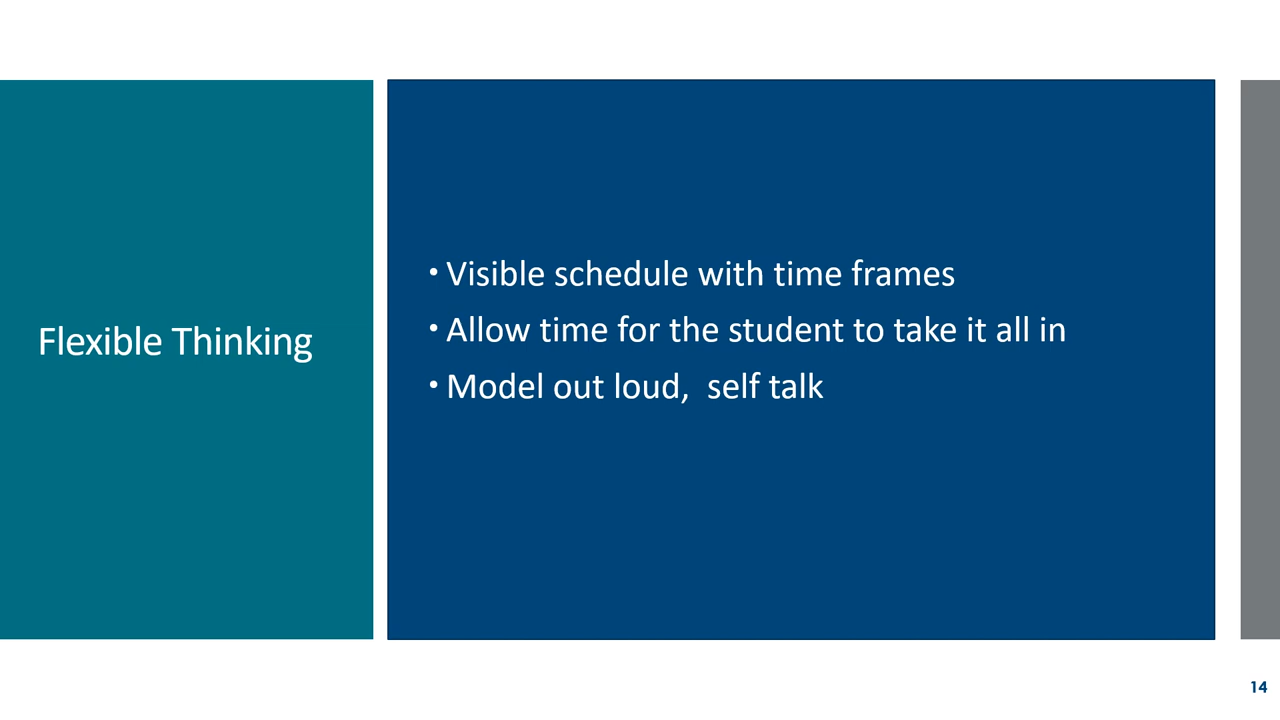 Flexible Thinking
• Visible schedule with time frames
• Allow time for the student to take it all in
• Model out loud,  self talk
14